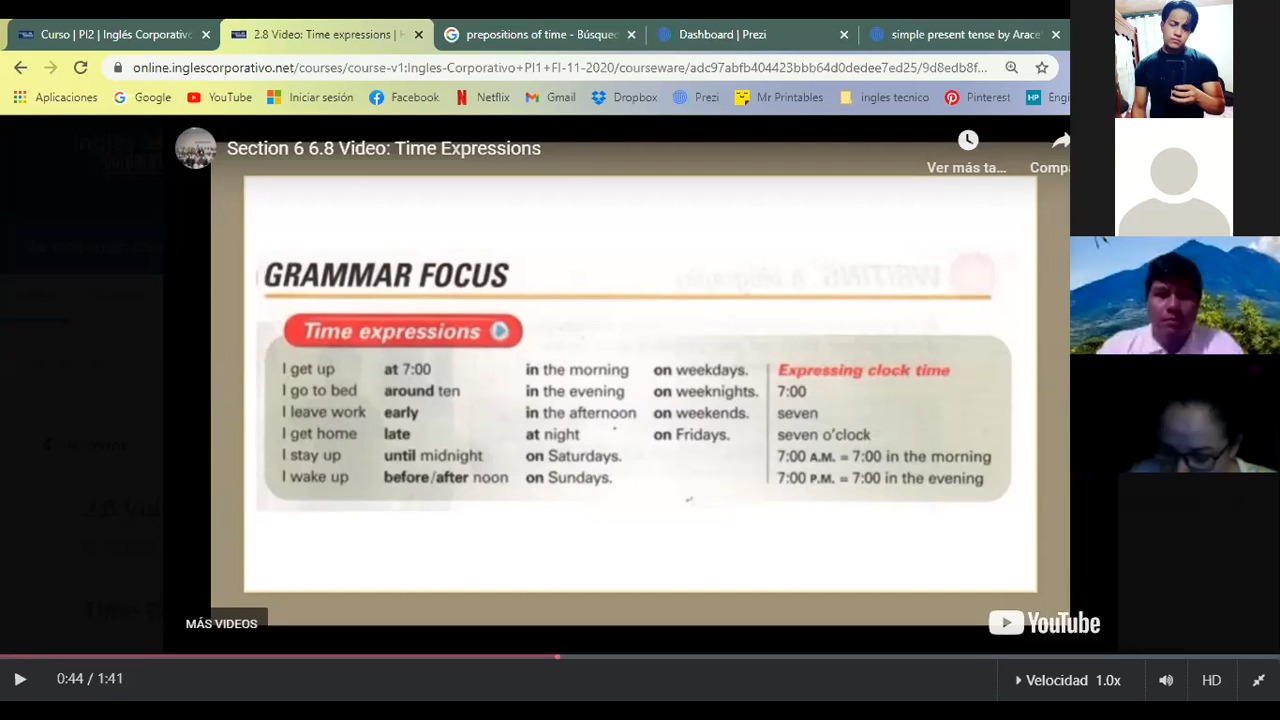 Curso | PI2 | Inglés Corporativo
2.8 Video: Time expressions |
prepositions of time - Búsque
Dashboard | Prezi
simple present tense by Arace
online.inglescorporativo.net/courses/course-v1:Ingles-Corporativo+PI1+FI-11-2020/courseware/adc97abfb404423bbb64d0dedee7ed25/9d8edb8f...
Aplicaciones
Google
YouTube
Iniciar sesión
Facebook
Netflix
Gmail
Dropbox
Prezi
Mr Printables
ingles tecnico
Pinterest
HP
Engi
Section 6 6.8 Video: Time Expressions
Ver más ta...
Compa
GRAMMAR FOCUS
Time expressions
I get up at 7:00 in the morning on weekdays.
I go to bed around ten in the evening on weeknights.
I leave work early in the afternoon on weekends.
I get home late at night on Fridays.
I stay up until midnight on Saturdays.
I wake up before/after noon on Sundays.
Expressing clock time
7:00
seven
seven o'clock
7:00 A.M. = 7:00 in the morning
7:00 P.M. = 7:00 in the evening
MÁS VIDEOS
YouTube
0:44 / 1:41
Velocidad 1.0x
HD